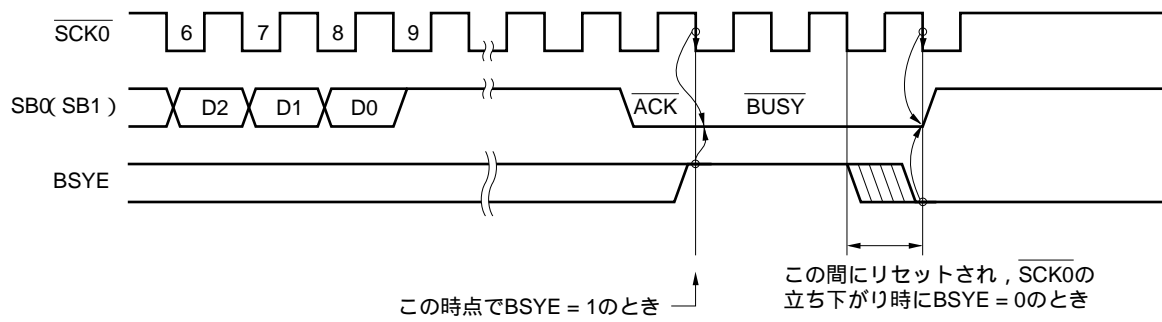 SCK0 6 7 8 9
SB0(SB1) D2 D1 D0 ACK BUSY
BSYE
この時点でBSYE = 1のとき
この間にリセットされ，SCK0の
立ち下がり時にBSYE = 0のとき